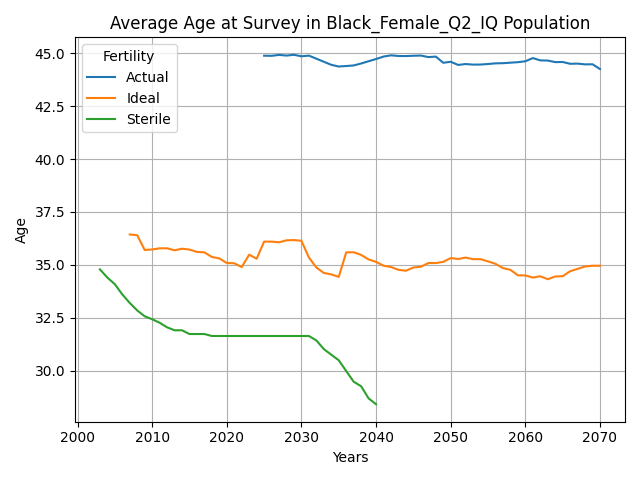 Average Age at Survey in Black_Female_Q2_IQ Population
Fertility
Actual
Ideal
Sterile
Age
45.0
42.5
40.0
37.5
35.0
32.5
30.0
2000 2010 2020 2030 2040 2050 2060 2070
Years